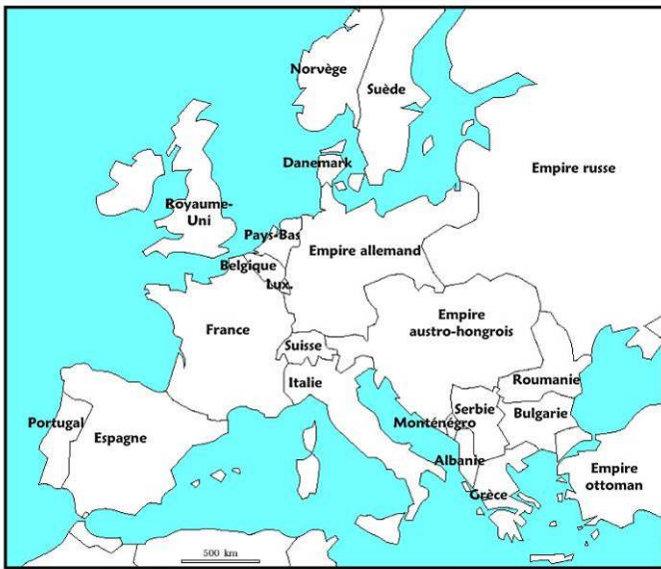 Norvège
Suède
Danemark
Empire russe
Royaume-
Uni
Pays-Bas
Empire allemand
Belgique
Lux.
Empire
austro-hongrois
France
Suisse
Italie
Roumanie
Serbie
Bulgarie
Monténégro
Portugal
Espagne
Albanie
Empire
ottoman
Grèce
500 km